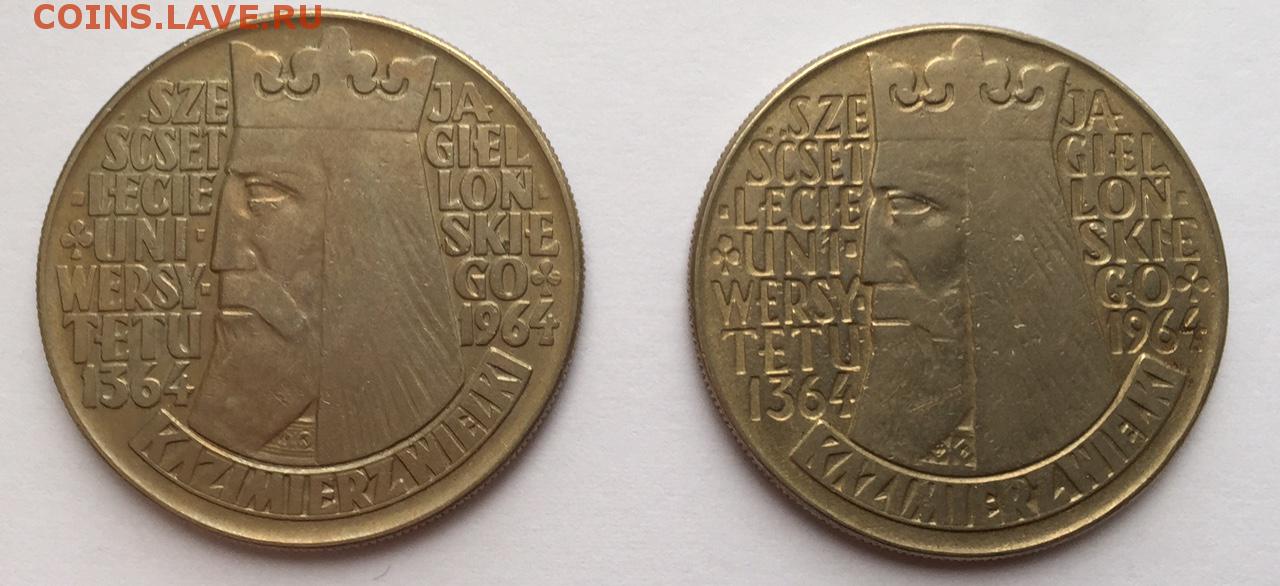 COINS.LAVE.RU
SZE
SCSET
LECIE
UNI
WERSY-
TETU
1364
JA-
GIEL
LON-
SKIE
GO
1964
KAZIMIERZ WIELKI
SZE
SCSET
LECIE
UNI-
WERSY-
TETU
1364
JA-
GIEL
LON-
SKIE
GO
1964
KAZIMIERZ WIELKI